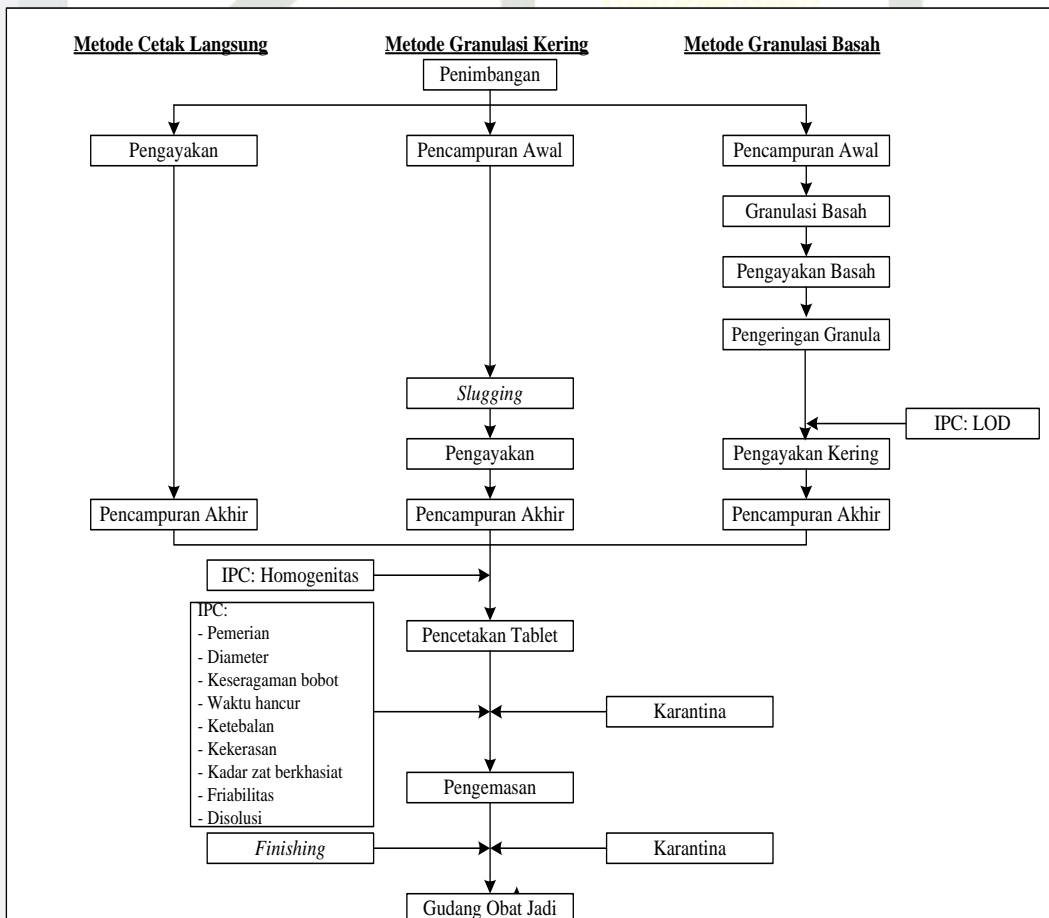 Metode Cetak Langsung
Metode Granulasi Kering
Metode Granulasi Basah
Penimbangan
Pengayakan
Pencampuran Awal
Pencampuran Awal
Granulasi Basah
Pengayakan Basah
Pengeringan Granula
Slugging
IPC: LOD
Pengayakan
Pengayakan Kering
Pencampuran Akhir
Pencampuran Akhir
Pencampuran Akhir
IPC: Homogenitas
Pencetakan Tablet
IPC:
- Pemerian
- Diameter
- Keseragaman bobot
- Waktu hancur
- Ketebalan
- Kekerasan
- Kadar zat berkhasiat
- Friabilitas
- Disolusi
Karantina
Pengemasan
Finishing
Karantina
Gudang Obat Jadi